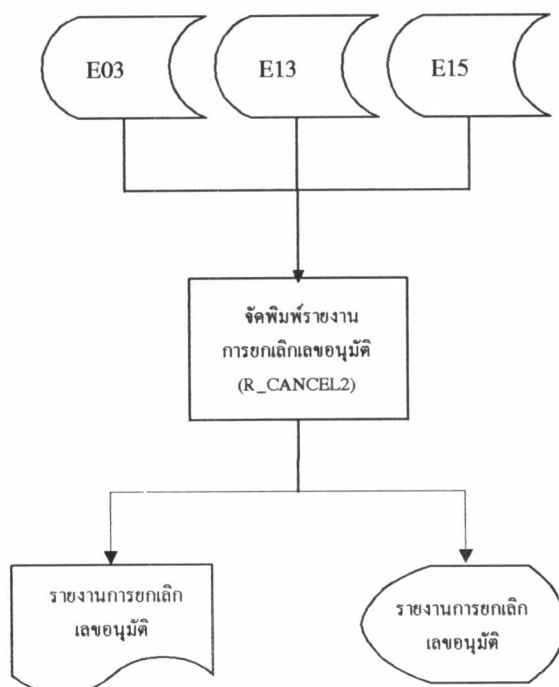 E03
E13
E15
จัดพิมพ์รายงาน
การยกเลิกเลขอนุมัติ
(R_CANCEL2)
รายงานการยกเลิก
เลขอนุมัติ
รายงานการยกเลิก
เลขอนุมัติ